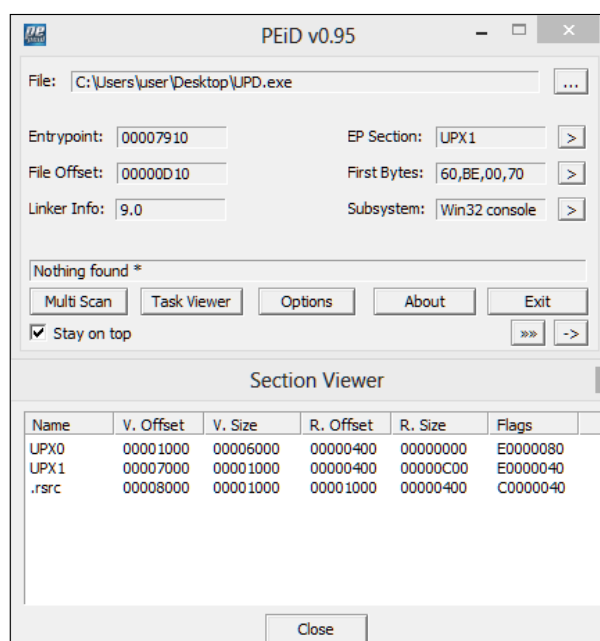 PEiD v0.95
File: C:\Users\user\Desktop\UPD.exe ...
Entrypoint: 00007910 EP Section: UPX1 >
File Offset: 00000D10 First Bytes: 60,BE,00,70 >
Linker Info: 9.0 Subsystem: Win32 console >
Nothing found *
Multi Scan Task Viewer Options About Exit
Stay on top »» ->
Section Viewer
Name V. Offset V. Size R. Offset R. Size Flags
UPX0 00001000 00006000 00000400 00000000 E0000080
UPX1 00007000 00001000 00000400 00000C00 E0000040
.rsrc 00008000 00001000 00001000 00000400 C0000040
Close